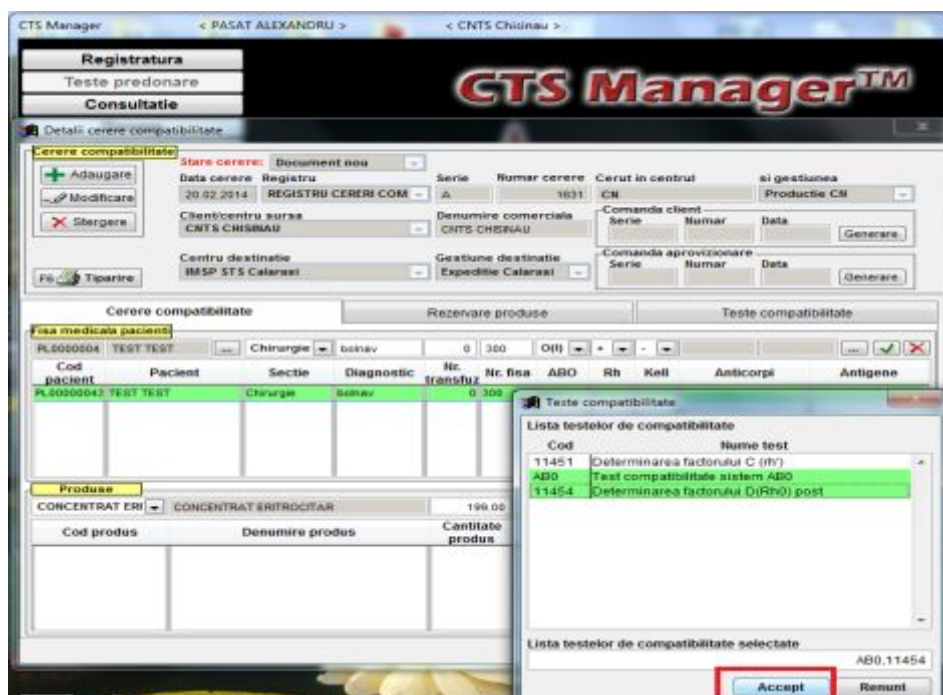 CTS Manager < PASAT ALEXANDRU > < CNTS Chisinau >
Registratura
Teste predonare
Consultatie
CTS Manager™
Detalii cerere compatibilitate
Cerere compatibilitate
Adaugare
Modificare
Stergere
F6 Tiparire
Stare cerere: Document nou
Data cerere Registru Serie Numar cerere Cerut in centrul si gestiunea
20.02.2014 REGISTRU CERERI COM A 1631 CN Productie CN
Client/centru sursa Denumire comerciala Comanda client
CNTS CHISINAU CNTS CHISINAU Serie Numar Data
Generare
Centru destinatie Gestiune destinatie Comanda aprovizionare
IMSP STS Calarasi Expeditie Calarasi Serie Numar Data
Generare
Cerere compatibilitate Rezervare produse Teste compatibilitate
Fisa medicala pacienti
PL0000004 TEST TEST ... Chirurgie bolnav 0 300 O(I) + - ...
Cod pacient Pacient Sectie Diagnostic Nr. transfuz Nr. fisa ABO Rh Kell Anticorpi Antigene
PL00000043 TEST TEST Chirurgie bolnav 0 300
Produse
CONCENTRAT ERI CONCENTRAT ERITROCITAR 199.00
Cod produs Denumire produs Cantitate produs
Teste compatibilitate
Lista testelor de compatibilitate
Cod Nume test
11451 Determinarea factorului C (rh')
AB0 Test compatibilitate sistem AB0
11454 Determinarea factorului D(Rh0) post
Lista testelor de compatibilitate selectate
AB0,11454
Accept Renunt